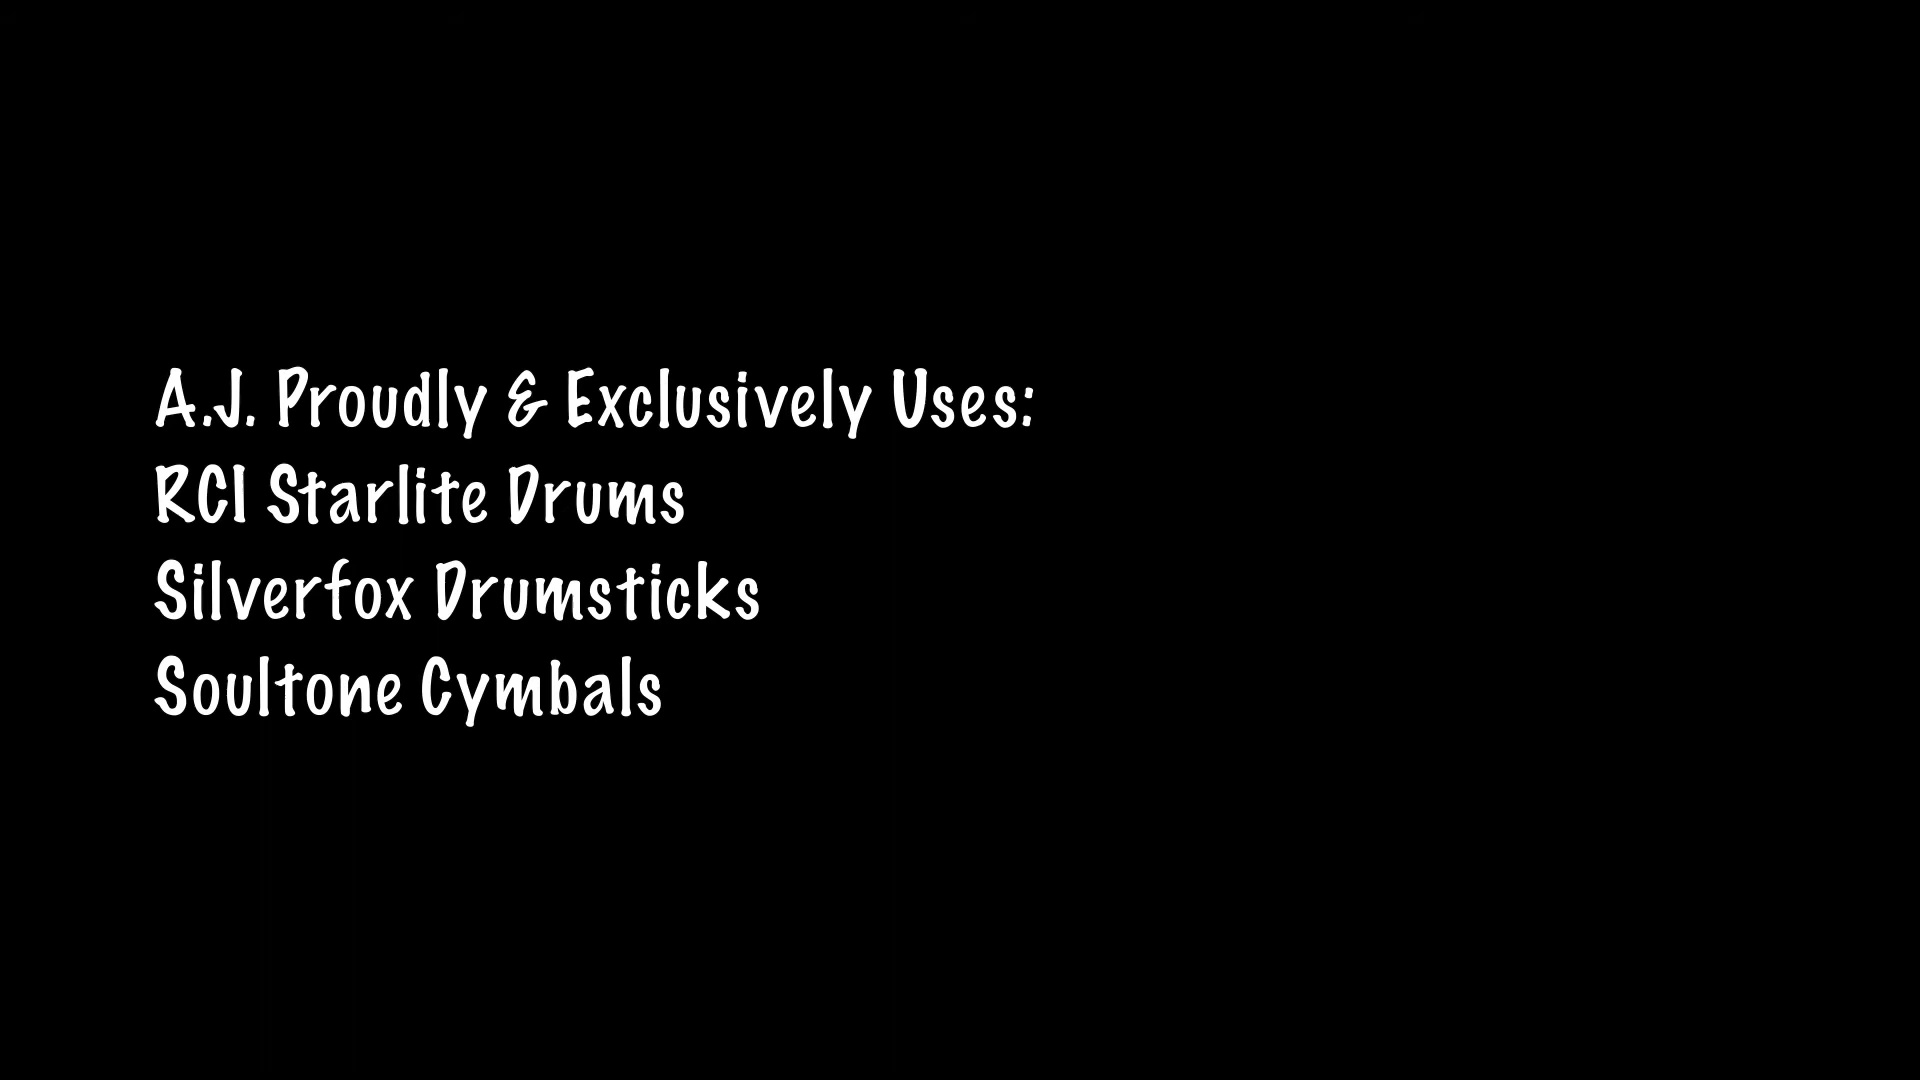 A.J. Proudly & Exclusively Uses:
RCI Starlite Drums
Silverfox Drumsticks
Soultone Cymbals